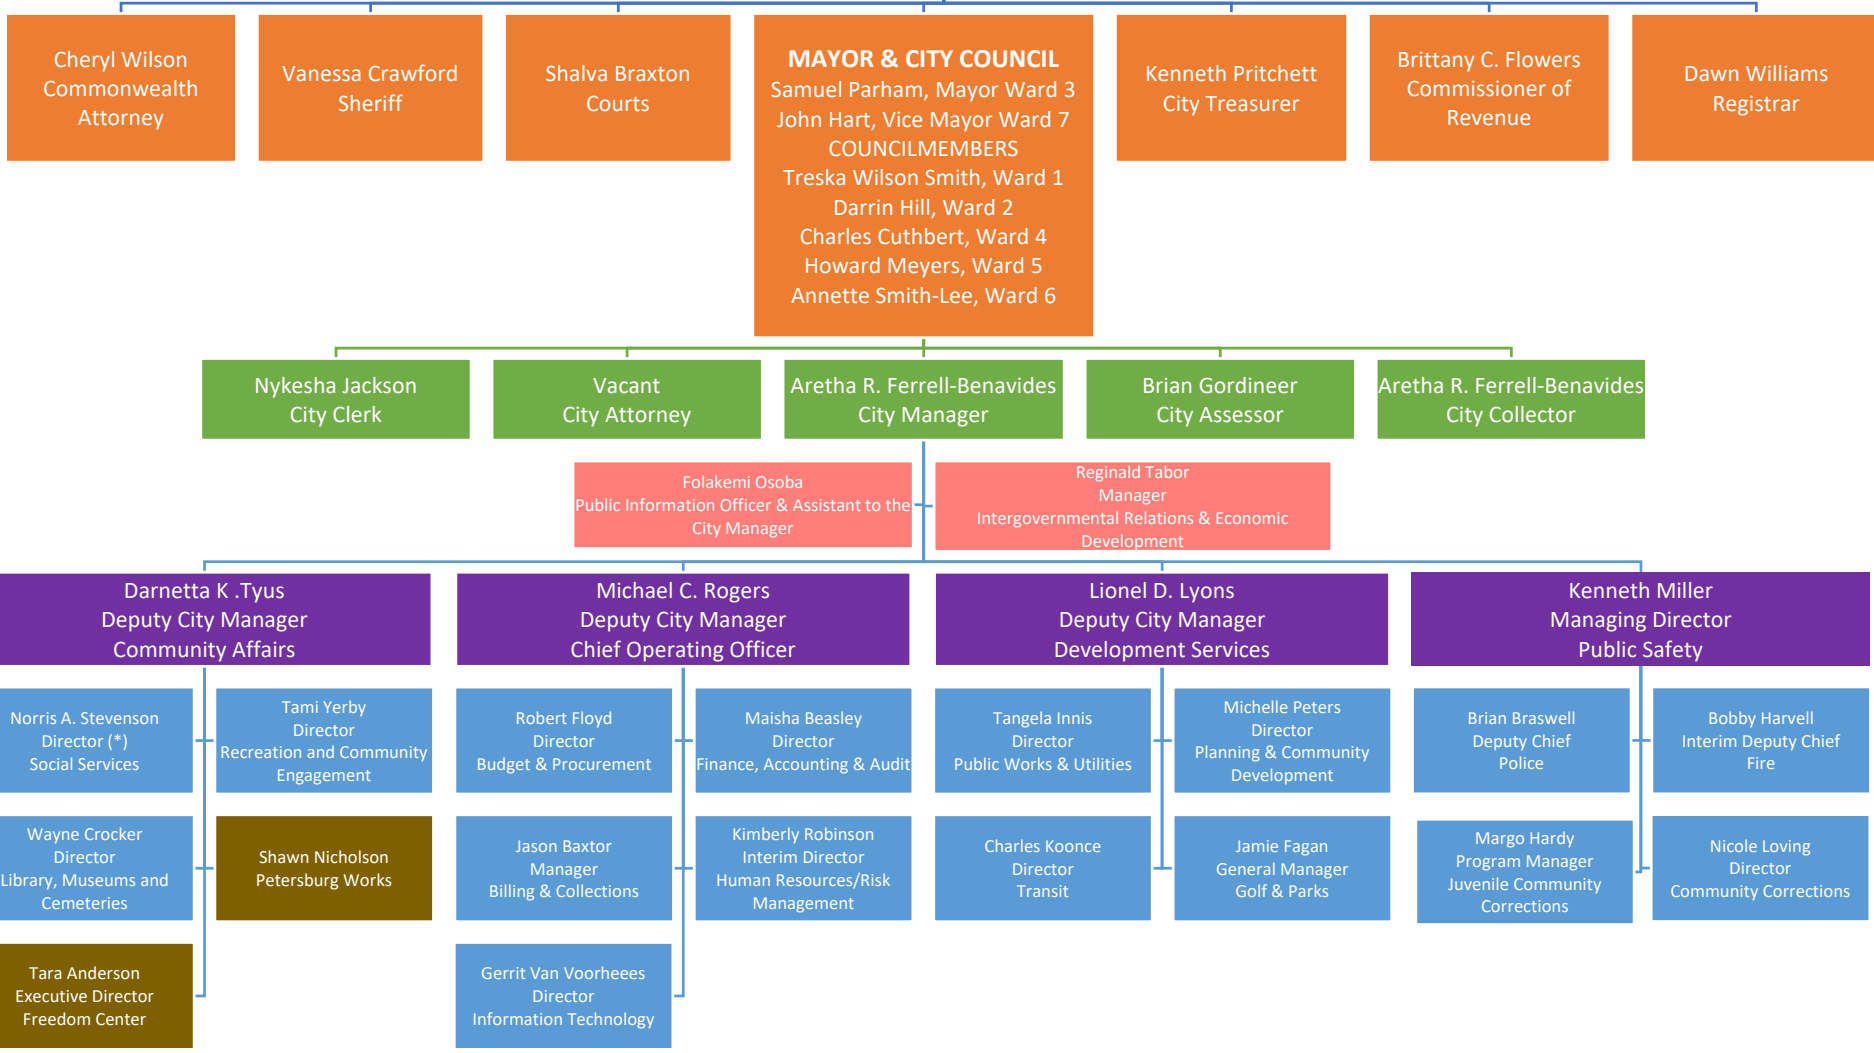 Cheryl Wilson
Commonwealth
Attorney
Vanessa Crawford
Sheriff
Shalva Braxton
Courts
MAYOR & CITY COUNCIL
Samuel Parham, Mayor Ward 3
John Hart, Vice Mayor Ward 7
COUNCILMEMBERS
Treska Wilson Smith, Ward 1
Darrin Hill, Ward 2
Charles Cuthbert, Ward 4
Howard Meyers, Ward 5
Annette Smith-Lee, Ward 6
Kenneth Pritchett
City Treasurer
Brittany C. Flowers
Commissioner of
Revenue
Dawn Williams
Registrar
Nykesha Jackson
City Clerk
Vacant
City Attorney
Aretha R. Ferrell-Benavides
City Manager
Brian Gordineer
City Assessor
Aretha R. Ferrell-Benavides
City Collector
Folakemi Osoba
Public Information Officer & Assistant to the
City Manager
Reginald Tabor
Manager
Intergovernmental Relations & Economic
Development
Darnetta K .Tyus
Deputy City Manager
Community Affairs
Michael C. Rogers
Deputy City Manager
Chief Operating Officer
Lionel D. Lyons
Deputy City Manager
Development Services
Kenneth Miller
Managing Director
Public Safety
Norris A. Stevenson
Director (*)
Social Services
Tami Yerby
Director
Recreation and Community
Engagement
Robert Floyd
Director
Budget & Procurement
Maisha Beasley
Director
Finance, Accounting & Audit
Tangela Innis
Director
Public Works & Utilities
Michelle Peters
Director
Planning & Community
Development
Brian Braswell
Deputy Chief
Police
Bobby Harvell
Interim Deputy Chief
Fire
Wayne Crocker
Director
Library, Museums and
Cemeteries
Shawn Nicholson
Petersburg Works
Jason Baxtor
Manager
Billing & Collections
Kimberly Robinson
Interim Director
Human Resources/Risk
Management
Charles Koonce
Director
Transit
Jamie Fagan
General Manager
Golf & Parks
Margo Hardy
Program Manager
Juvenile Community
Corrections
Nicole Loving
Director
Community Corrections
Tara Anderson
Executive Director
Freedom Center
Gerrit Van Voorheees
Director
Information Technology